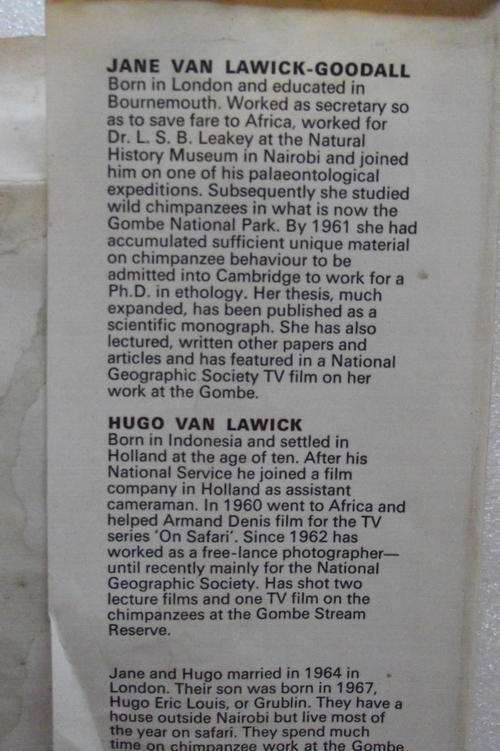 JANE VAN LAWICK-GOODALL
Born in London and educated in
Bournemouth. Worked as secretary so
as to save fare to Africa, worked for
Dr. L. S. B. Leakey at the Natural
History Museum in Nairobi and joined
him on one of his palaeontological
expeditions. Subsequently she studied
wild chimpanzees in what is now the
Gombe National Park. By 1961 she had
accumulated sufficient unique material
on chimpanzee behaviour to be
admitted into Cambridge to work for a
Ph.D. in ethology. Her thesis, much
expanded, has been published as a
scientific monograph. She has also
lectured, written other papers and
articles and has featured in a National
Geographic Society TV film on her
work at the Gombe.
HUGO VAN LAWICK
Born in Indonesia and settled in
Holland at the age of ten. After his
National Service he joined a film
company in Holland as assistant
cameraman. In 1960 went to Africa and
helped Armand Denis film for the TV
series 'On Safari'. Since 1962 has
worked as a free-lance photographer—
until recently mainly for the National
Geographic Society. Has shot two
lecture films and one TV film on the
chimpanzees at the Gombe Stream
Reserve.
Jane and Hugo married in 1964 in
London. Their son was born in 1967,
Hugo Eric Louis, or Grublin. They have a
house outside Nairobi but live most of
the year on safari. They spend much
time on chimpanzee work at the Gombe